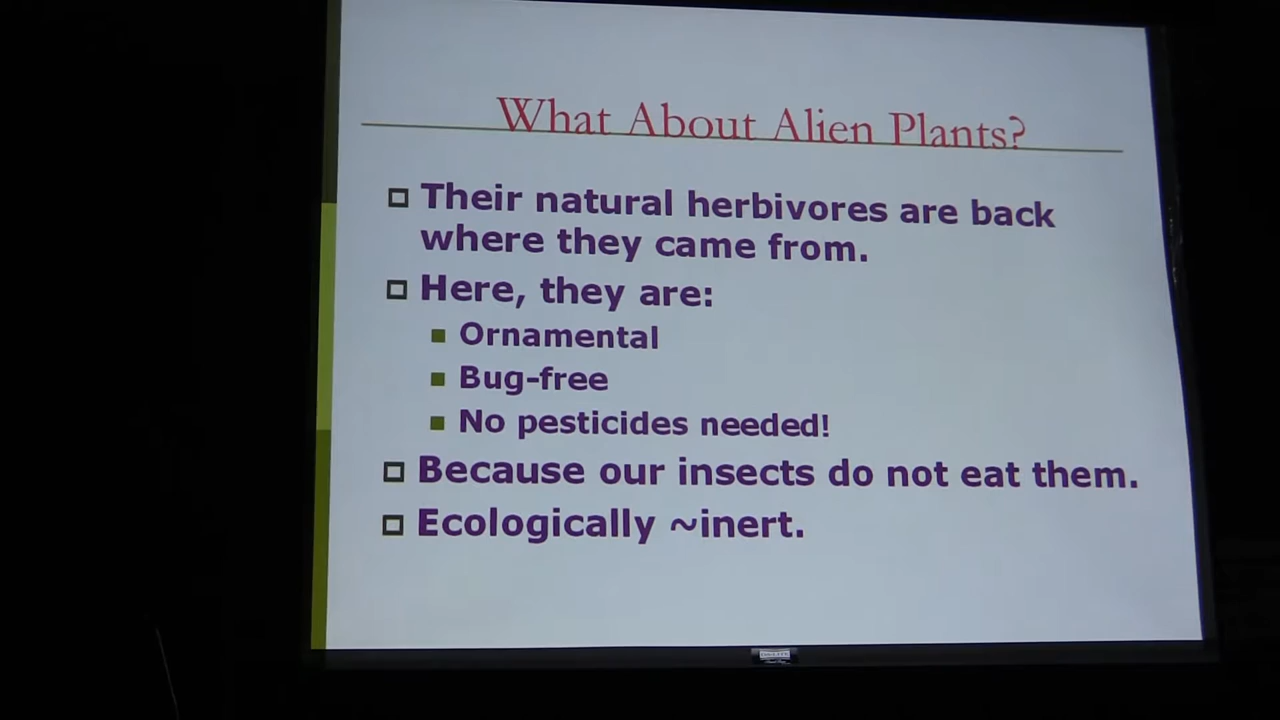 What About Alien Plants?
Their natural herbivores are back
where they came from.
Here, they are:
Ornamental
Bug-free
No pesticides needed!
Because our insects do not eat them.
Ecologically ~inert.